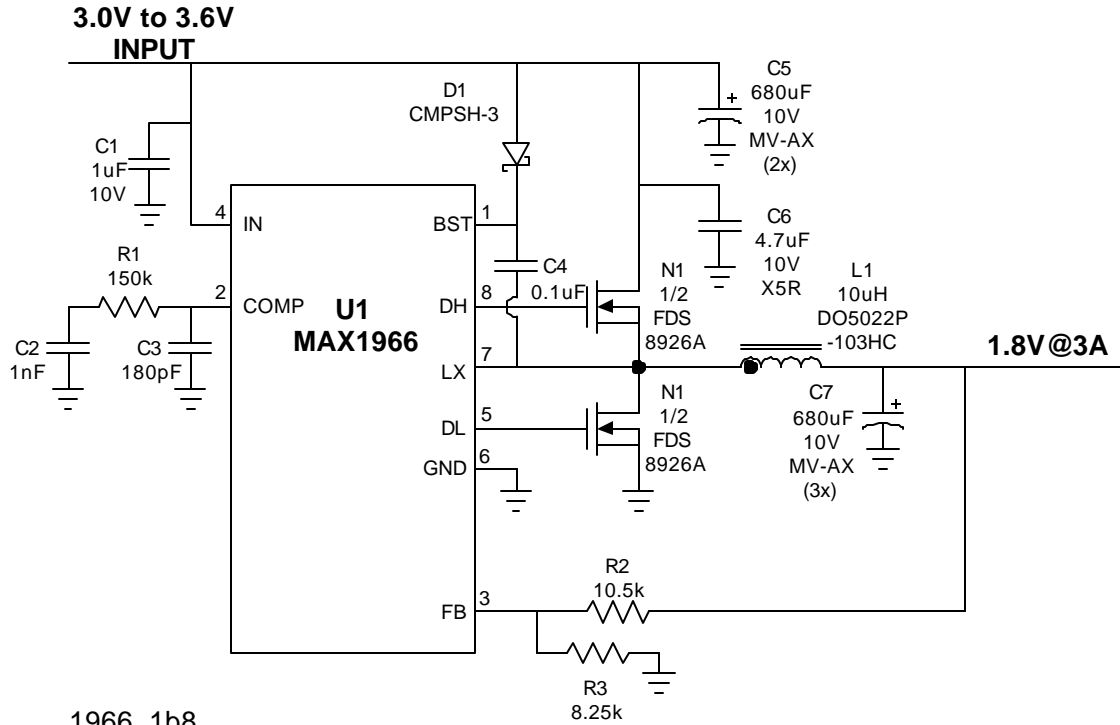 3.0V to 3.6V
INPUT
C5
680uF
10V
MV-AX
(2x)
+
D1
CMPSH-3
C1
1uF
10V
4
IN
BST
1
C6
4.7uF
10V
X5R
R1
150k
C4
0.1uF
N1
1/2
FDS
8926A
L1
10uH
DO5022P
-103HC
2
COMP
DH
8
U1
MAX1966
C2
1nF
C3
180pF
LX
7
1.8V@3A
N1
1/2
FDS
8926A
C7
680uF
10V
MV-AX
(3x)
+
DL
5
GND
6
R2
10.5k
FB
3
R3
8.25k
1966_1b8